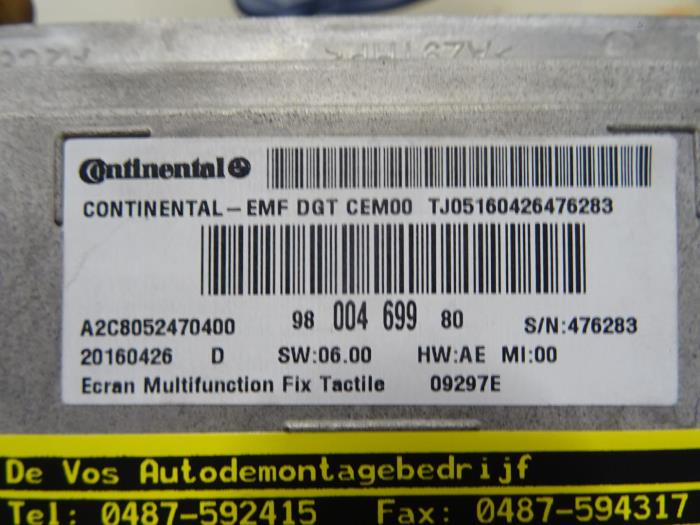 Continental
CONTINENTAL-EMF DGT CEM00 TJ05160426476283
A2C8052470400 98 004 699 80 S/N:476283
20160426 D SW:06.00 HW:AE MI:00
Ecran Multifunction Fix Tactile 09297E
De Vos Autodemontagebedrijf
Tel: 0487-592415 Fax: 0487-594317